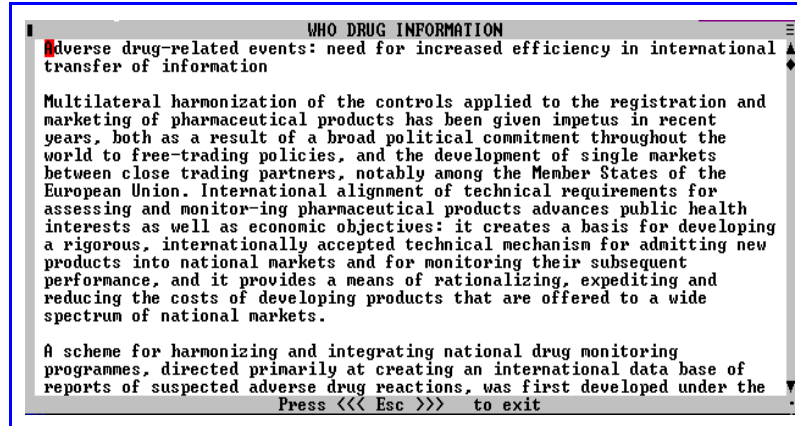 WHO DRUG INFORMATION
Adverse drug-related events: need for increased efficiency in international
transfer of information
Multilateral harmonization of the controls applied to the registration and
marketing of pharmaceutical products has been given impetus in recent
years, both as a result of a broad political commitment throughout the
world to free-trading policies, and the development of single markets
between close trading partners, notably among the Member States of the
European Union. International alignment of technical requirements for
assessing and monitor-ing pharmaceutical products advances public health
interests as well as economic objectives: it creates a basis for developing
a rigorous, internationally accepted technical mechanism for admitting new
products into national markets and for monitoring their subsequent
performance, and it provides a means of rationalizing, expediting and
reducing the costs of developing products that are offered to a wide
spectrum of national markets.
A scheme for harmonizing and integrating national drug monitoring
programmes, directed primarily at creating an international data base of
reports of suspected adverse drug reactions, was first developed under the
Press <<< Esc >>> to exit